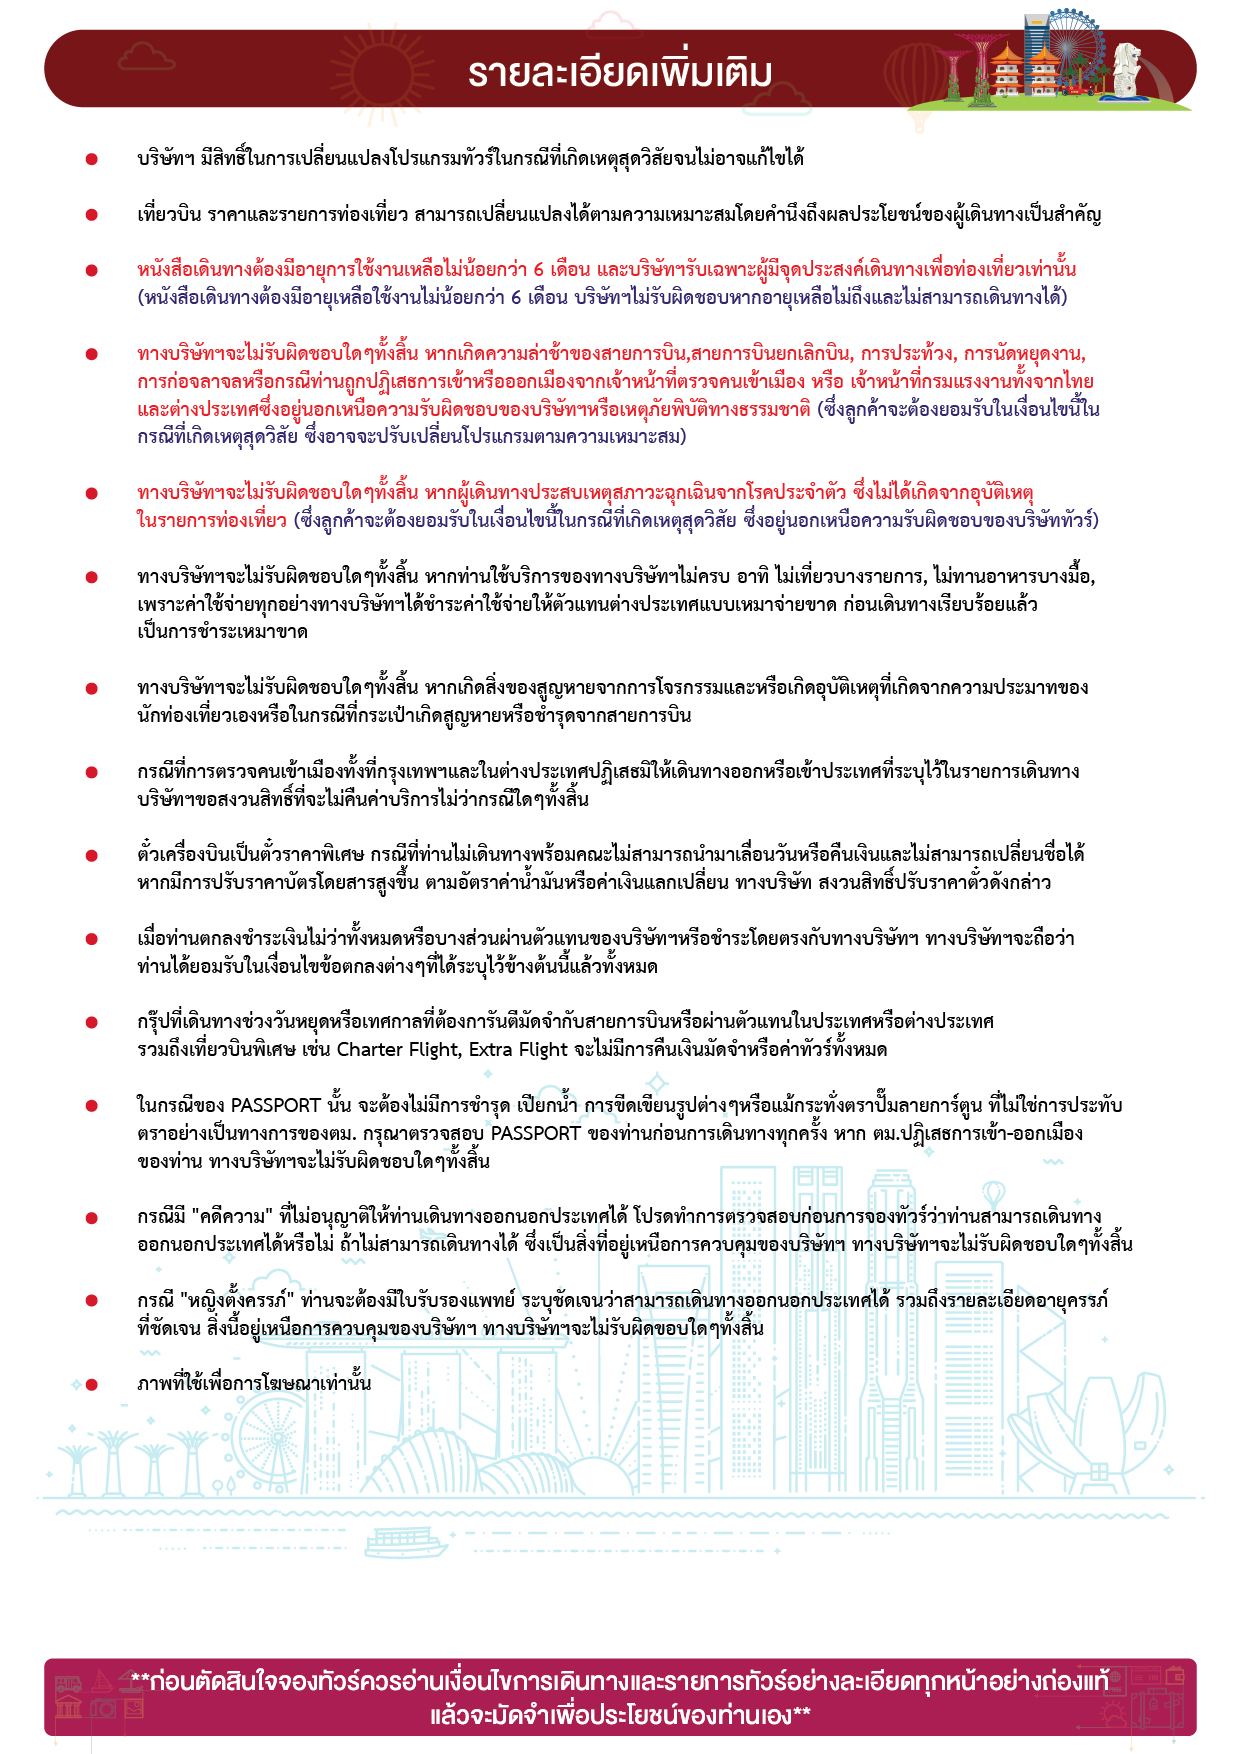 รายละเอียดเพิ่มเติม
บริษัทฯ มีสิทธิ์ในการเปลี่ยนแปลงโปรแกรมทัวร์ในกรณีที่เกิดเหตุสุดวิสัยจนไม่อาจแก้ไขได้
เที่ยวบิน ราคาและรายการท่องเที่ยว สามารถเปลี่ยนแปลงได้ตามความเหมาะสมโดยคำนึงถึงผลประโยชน์ของผู้เดินทางเป็นสำคัญ
หนังสือเดินทางต้องมีอายุการใช้งานเหลือไม่น้อยกว่า 6 เดือน และบริษัทฯรับเฉพาะผู้มีจุดประสงค์เดินทางเพื่อท่องเที่ยวเท่านั้น
(หนังสือเดินทางต้องมีอายุเหลือใช้งานไม่น้อยกว่า 6 เดือน บริษัทฯไม่รับผิดชอบหากอายุเหลือไม่ถึงและไม่สามารถเดินทางได้)
ทางบริษัทฯจะไม่รับผิดชอบใดๆทั้งสิ้น หากเกิดความล่าช้าของสายการบิน,สายการบินยกเลิกบิน, การประท้วง, การนัดหยุดงาน,
การก่อจลาจลหรือกรณีท่านถูกปฏิเสธการเข้าหรือออกเมืองจากเจ้าหน้าที่ตรวจคนเข้าเมือง หรือ เจ้าหน้าที่กรมแรงงานทั้งจากไทย
และต่างประเทศซึ่งอยู่นอกเหนือความรับผิดชอบของบริษัทฯหรือเหตุภัยพิบัติทางธรรมชาติ (ซึ่งลูกค้าจะต้องยอมรับในเงื่อนไขนี้ใน
กรณีที่เกิดเหตุสุดวิสัย ซึ่งอาจจะปรับเปลี่ยนโปรแกรมตามความเหมาะสม)
ทางบริษัทฯจะไม่รับผิดชอบใดๆทั้งสิ้น หากผู้เดินทางประสบเหตุสภาวะฉุกเฉินจากโรคประจำตัว ซึ่งไม่ได้เกิดจากอุบัติเหตุ
ในรายการท่องเที่ยว (ซึ่งลูกค้าจะต้องยอมรับในเงื่อนไขนี้ในกรณีที่เกิดเหตุสุดวิสัย ซึ่งอยู่นอกเหนือความรับผิดชอบของบริษัททัวร์)
ทางบริษัทฯจะไม่รับผิดชอบใดๆทั้งสิ้น หากท่านใช้บริการของทางบริษัทฯไม่ครบ อาทิ ไม่เที่ยวบางรายการ, ไม่ทานอาหารบางมื้อ,
เพราะค่าใช้จ่ายทุกอย่างทางบริษัทฯได้ชำระค่าใช้จ่ายให้ตัวแทนต่างประเทศแบบเหมาจ่ายขาด ก่อนเดินทางเรียบร้อยแล้ว
เป็นการชำระเหมาขาด
ทางบริษัทฯจะไม่รับผิดชอบใดๆทั้งสิ้น หากเกิดสิ่งของสูญหายจากการโจรกรรมและหรือเกิดอุบัติเหตุที่เกิดจากความประมาทของ
นักท่องเที่ยวเองหรือในกรณีที่กระเป๋าเกิดสูญหายหรือชำรุดจากสายการบิน
กรณีที่การตรวจคนเข้าเมืองทั้งที่กรุงเทพฯและในต่างประเทศปฏิเสธมิให้เดินทางออกหรือเข้าประเทศที่ระบุไว้ในรายการเดินทาง
บริษัทฯขอสงวนสิทธิ์ที่จะไม่คืนค่าบริการไม่ว่ากรณีใดๆทั้งสิ้น
ตั๋วเครื่องบินเป็นตั๋วราคาพิเศษ กรณีที่ท่านไม่เดินทางพร้อมคณะไม่สามารถนำมาเลื่อนวันหรือคืนเงินและไม่สามารถเปลี่ยนชื่อได้
หากมีการปรับราคาบัตรโดยสารสูงขึ้น ตามอัตราค่าน้ำมันหรือค่าเงินแลกเปลี่ยน ทางบริษัท สงวนสิทธิ์ปรับราคาตั๋วดังกล่าว
เมื่อท่านตกลงชำระเงินไม่ว่าทั้งหมดหรือบางส่วนผ่านตัวแทนของบริษัทฯหรือชำระโดยตรงกับทางบริษัทฯ ทางบริษัทฯจะถือว่า
ท่านได้ยอมรับในเงื่อนไขข้อตกลงต่างๆที่ได้ระบุไว้ข้างต้นนี้แล้วทั้งหมด
กรุ๊ปที่เดินทางช่วงวันหยุดหรือเทศกาลที่ต้องการันตีมัดจำกับสายการบินหรือผ่านตัวแทนในประเทศหรือต่างประเทศ
รวมถึงเที่ยวบินพิเศษ เช่น Charter Flight, Extra Flight จะไม่มีการคืนเงินมัดจำหรือค่าทัวร์ทั้งหมด
ในกรณีของ PASSPORT นั้น จะต้องไม่มีการชำรุด เปียกน้ำ การขีดเขียนรูปต่างๆหรือแม้กระทั่งตราปั๊มลายการ์ตูน ที่ไม่ใช่การประทับ
ตราอย่างเป็นทางการของตม. กรุณาตรวจสอบ PASSPORT ของท่านก่อนการเดินทางทุกครั้ง หาก ตม.ปฏิเสธการเข้า-ออกเมือง
ของท่าน ทางบริษัทฯจะไม่รับผิดชอบใดๆทั้งสิ้น
กรณีมี "คดีความ" ที่ไม่อนุญาติให้ท่านเดินทางออกนอกประเทศได้ โปรดทำการตรวจสอบก่อนการจองทัวร์ว่าท่านสามารถเดินทาง
ออกนอกประเทศได้หรือไม่ ถ้าไม่สามารถเดินทางได้ ซึ่งเป็นสิ่งที่อยู่เหนือการควบคุมของบริษัทฯ ทางบริษัทฯจะไม่รับผิดชอบใดๆทั้งสิ้น
กรณี "หญิงตั้งครรภ์" ท่านจะต้องมีใบรับรองแพทย์ ระบุชัดเจนว่าสามารถเดินทางออกนอกประเทศได้ รวมถึงรายละเอียดอายุครรภ์
ที่ชัดเจน สิ่งนี้อยู่เหนือการควบคุมของบริษัทฯ ทางบริษัทฯจะไม่รับผิดขอบใดๆทั้งสิ้น
ภาพที่ใช้เพื่อการโฆษณาเท่านั้น
**ก่อนตัดสินใจจองทัวร์ควรอ่านเงื่อนไขการเดินทางและรายการทัวร์อย่างละเอียดทุกหน้าอย่างถ่องแท้
แล้วจะมัดจำเพื่อประโยชน์ของท่านเอง**